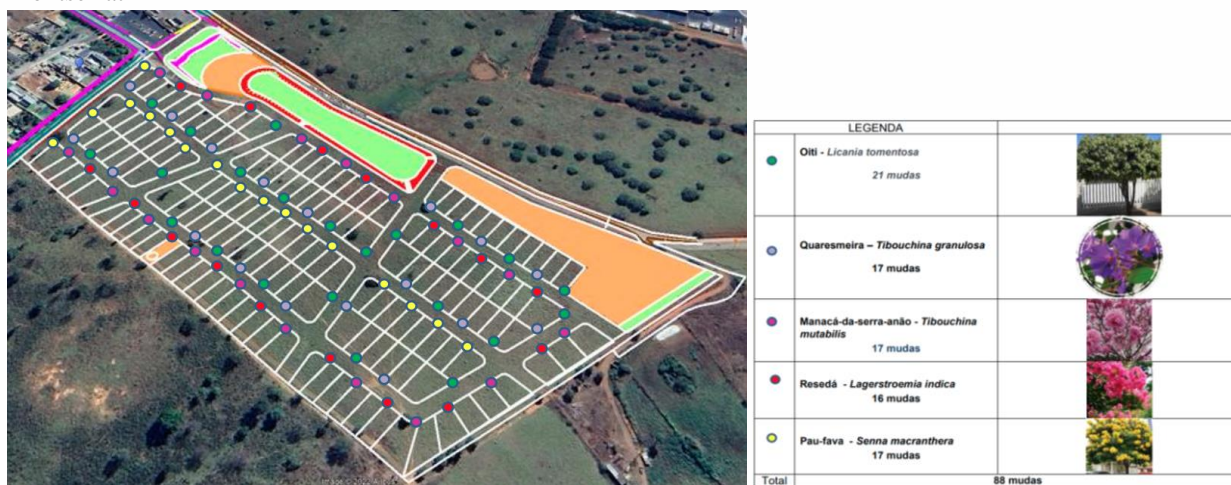 LEGENDA
Oiti - Licania tomentosa
21 mudas
Quaresmeira – Tibouchina granulosa
17 mudas
Manacá-da-serra-anão - Tibouchina
mutabilis
17 mudas
Resedá - Lagerstroemia indica
16 mudas
Pau-fava - Senna macranthera
17 mudas
Total 88 mudas